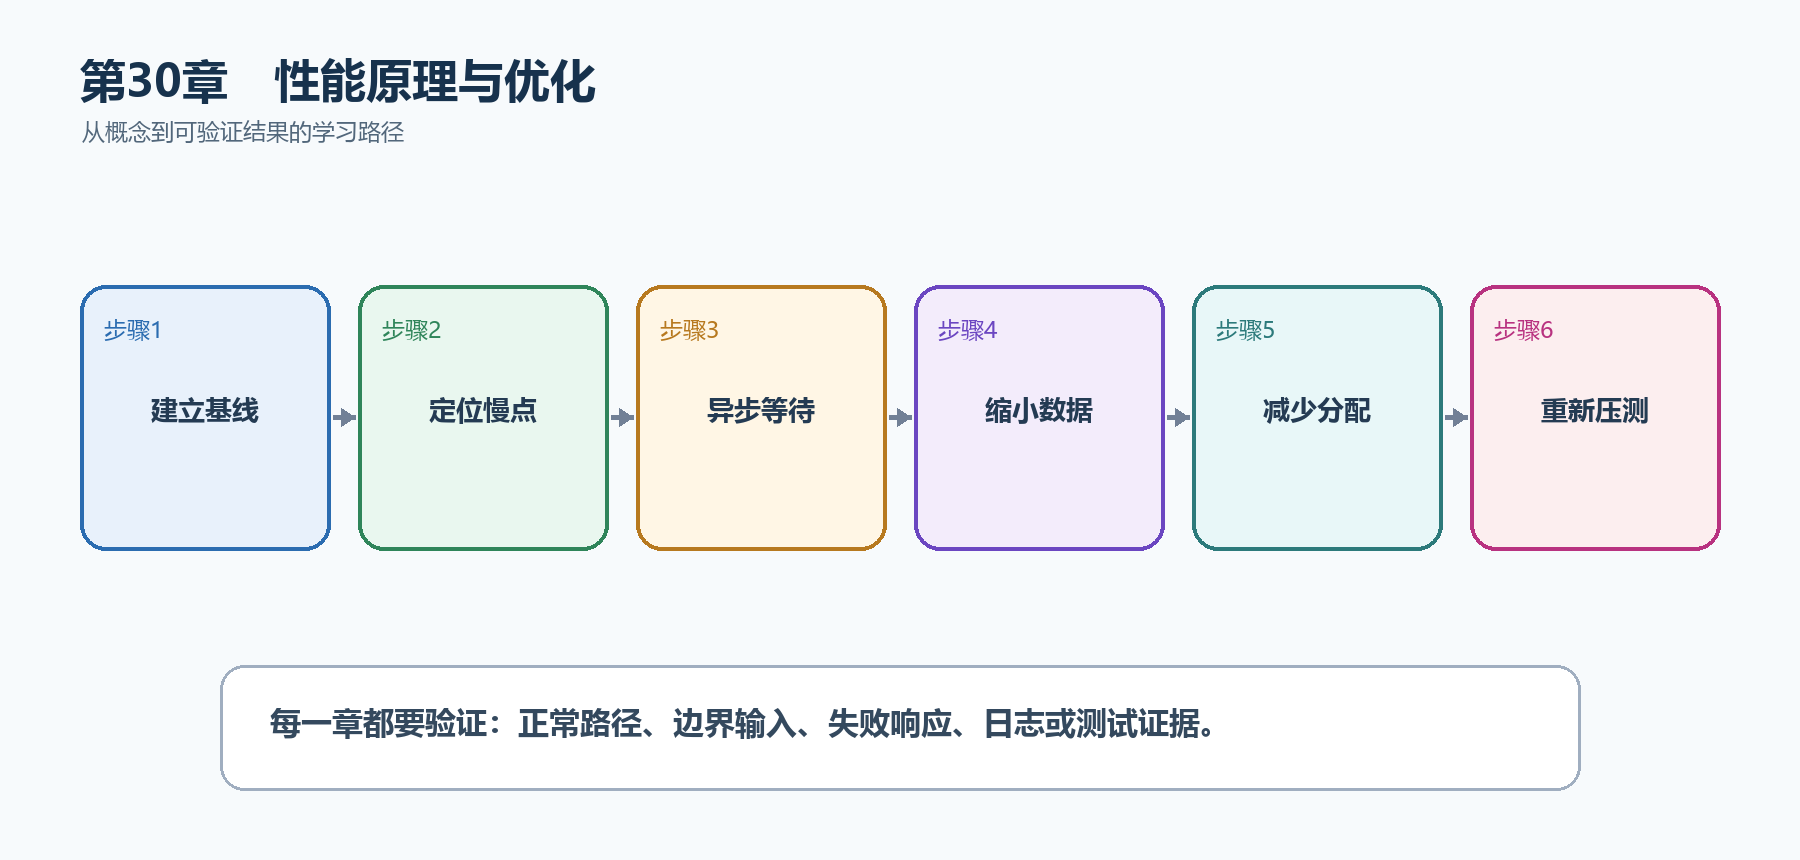 第30章　性能原理与优化
从概念到可验证结果的学习路径
步骤1
建立基线
步骤2
定位慢点
步骤3
异步等待
步骤4
缩小数据
步骤5
减少分配
步骤6
重新压测
每一章都要验证：正常路径、边界输入、失败响应、日志或测试证据。